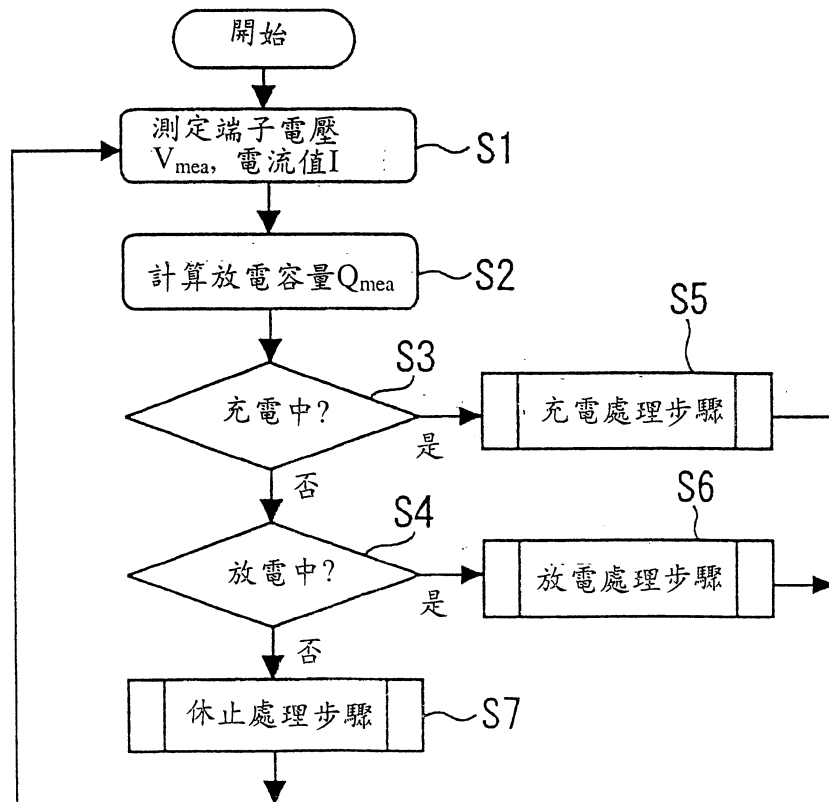 開始
測定端子電壓
Vmea, 電流值I
S1
計算放電容量Qmea
S2
S3
充電中?
是
否
S5
充電處理步驟
S4
放電中?
是
否
S6
放電處理步驟
休止處理步驟
S7